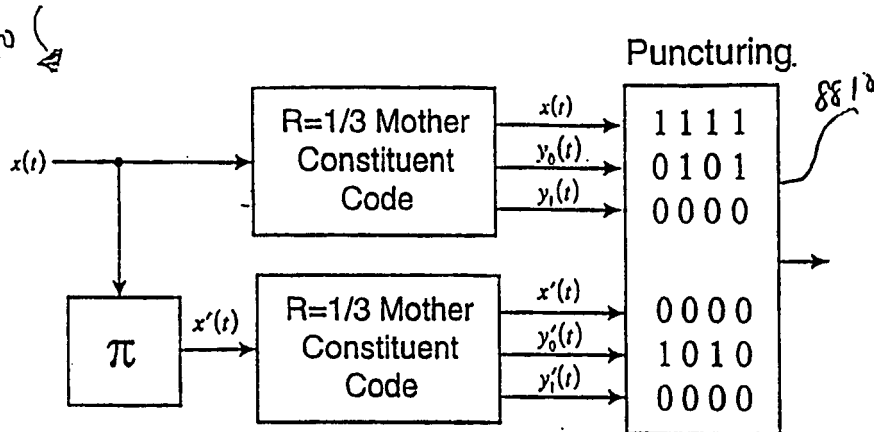 Puncturing.
x(t)
R=1/3 Mother
Constituent
Code
x(t)
y₀(t).
y₁(t)
1 1 1 1
0 1 0 1
0 0 0 0
π
x′(t)
R=1/3 Mother
Constituent
Code
x′(t)
y′₀(t)
y′₁(t)
0 0 0 0
1 0 1 0
0 0 0 0